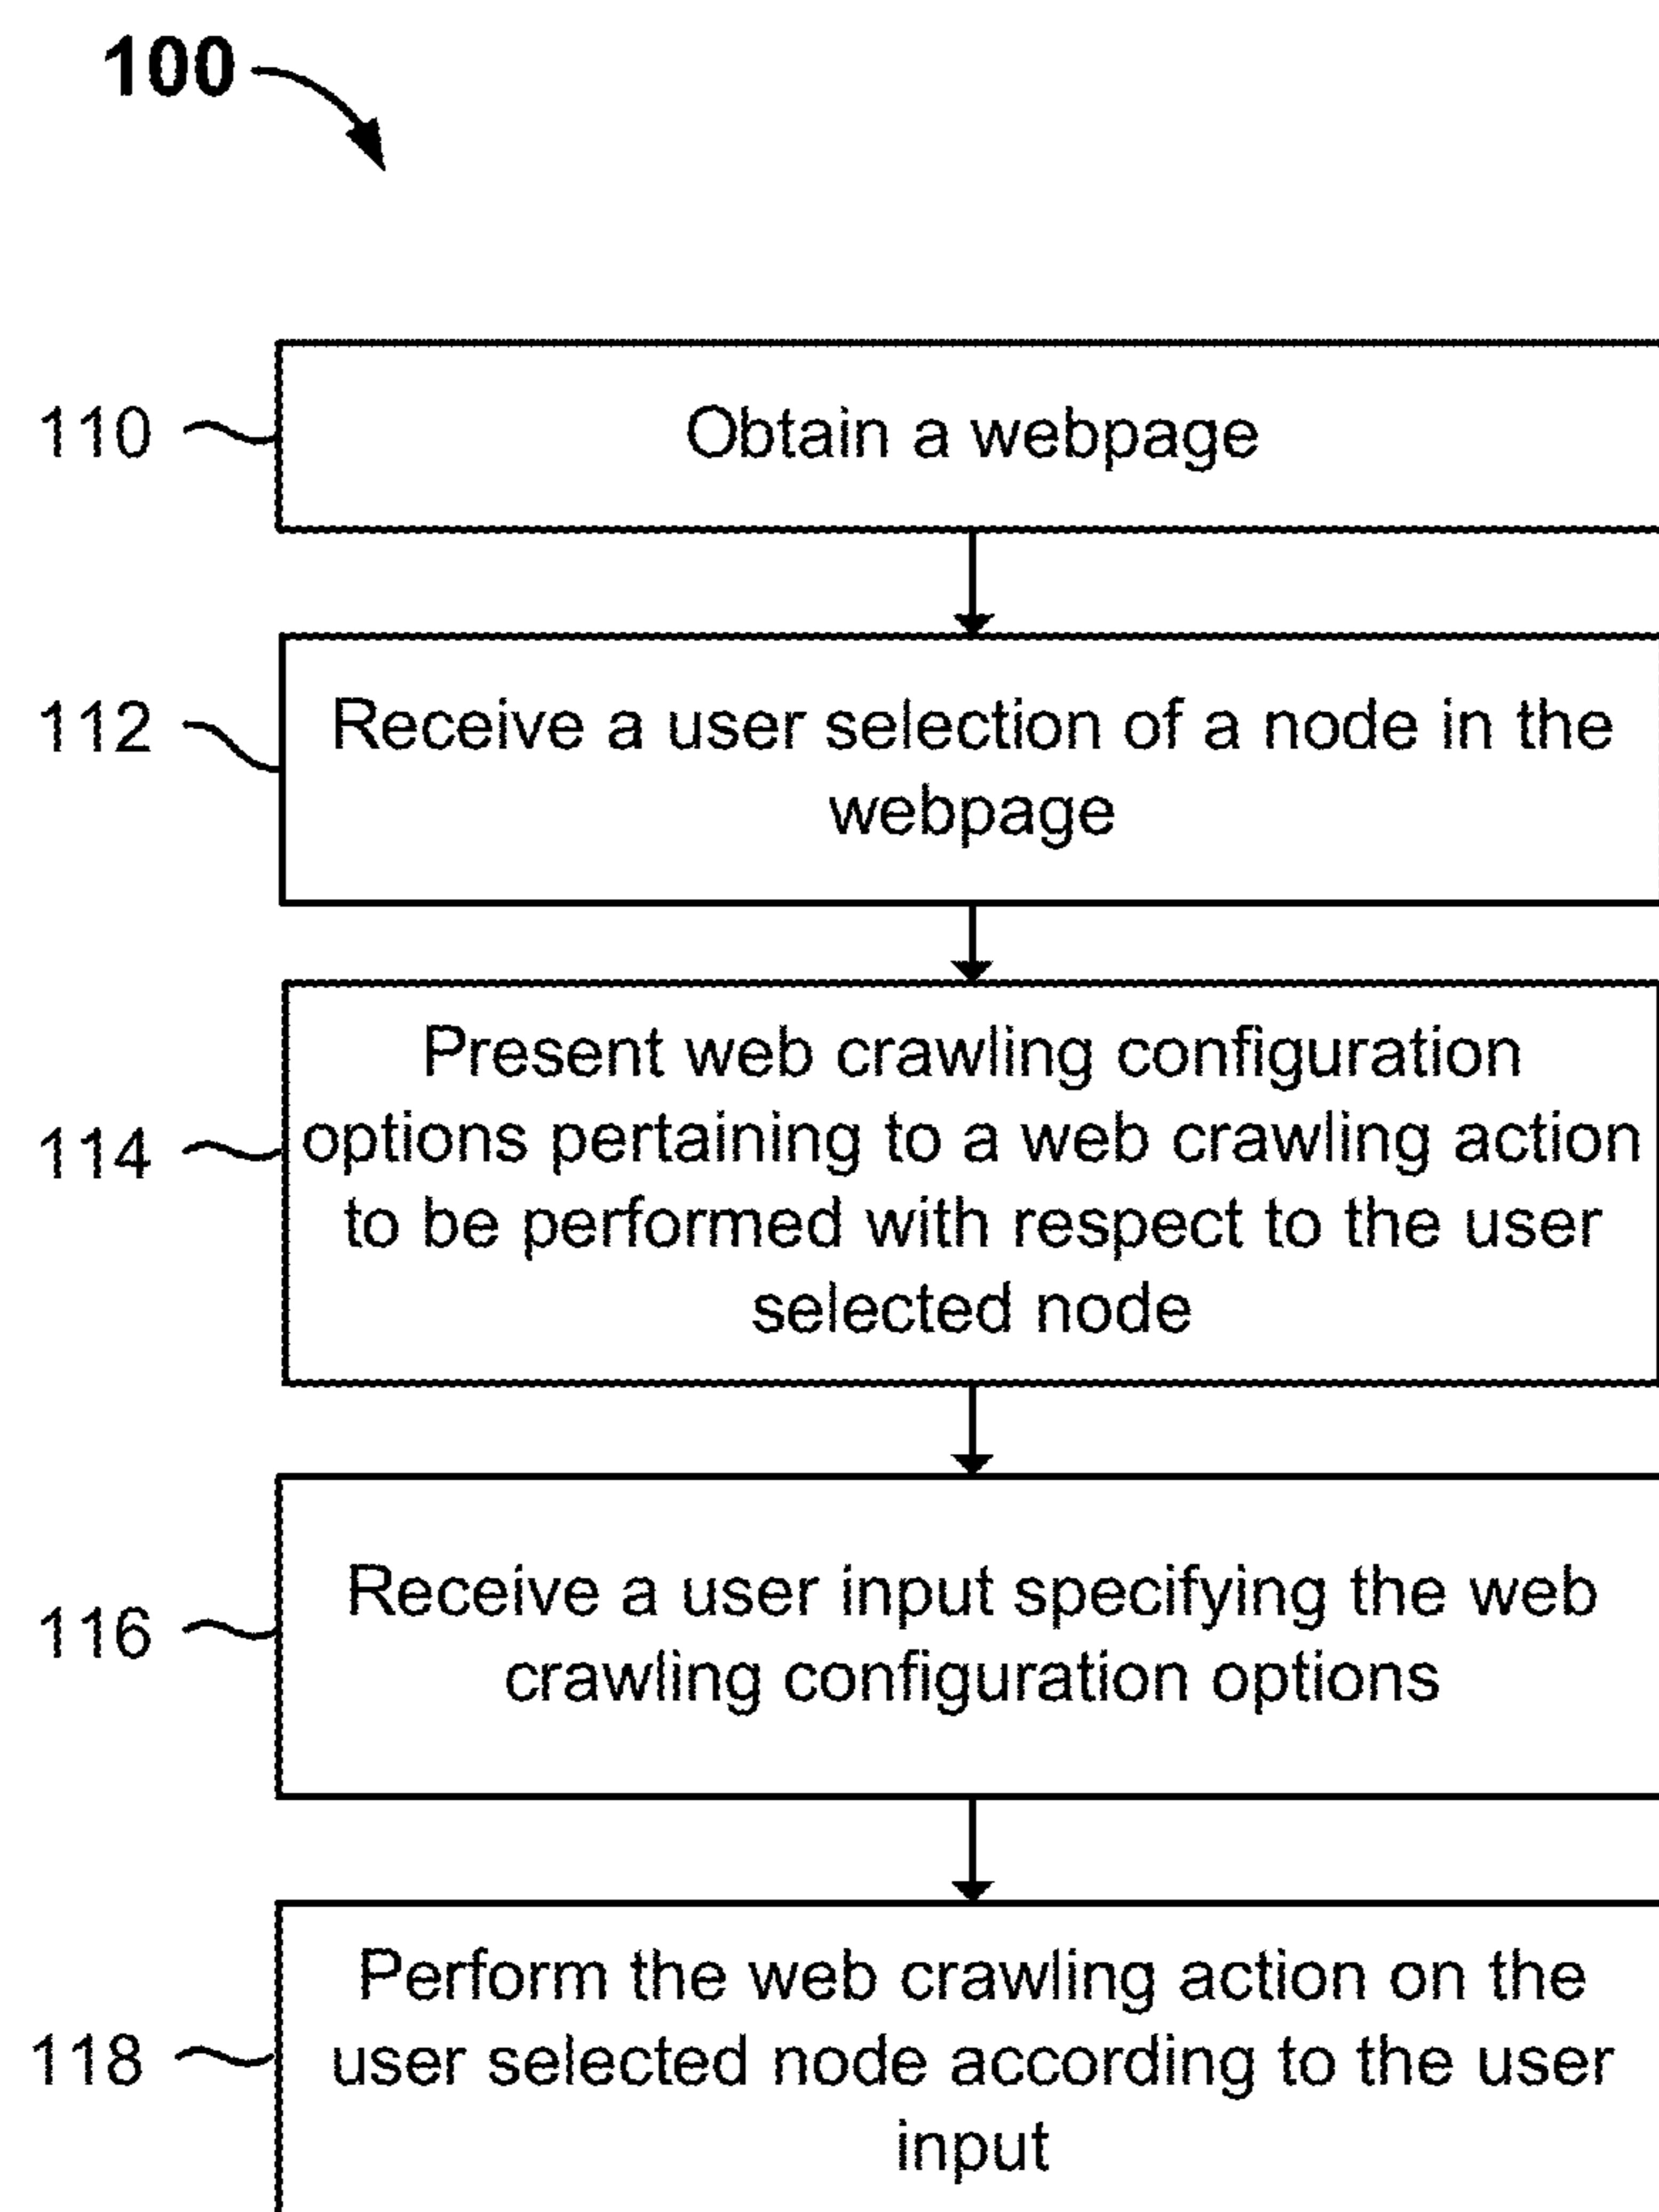 100
110
Obtain a webpage
112
Receive a user selection of a node in the
webpage
114
Present web crawling configuration
options pertaining to a web crawling action
to be performed with respect to the user
selected node
116
Receive a user input specifying the web
crawling configuration options
118
Perform the web crawling action on the
user selected node according to the user
input